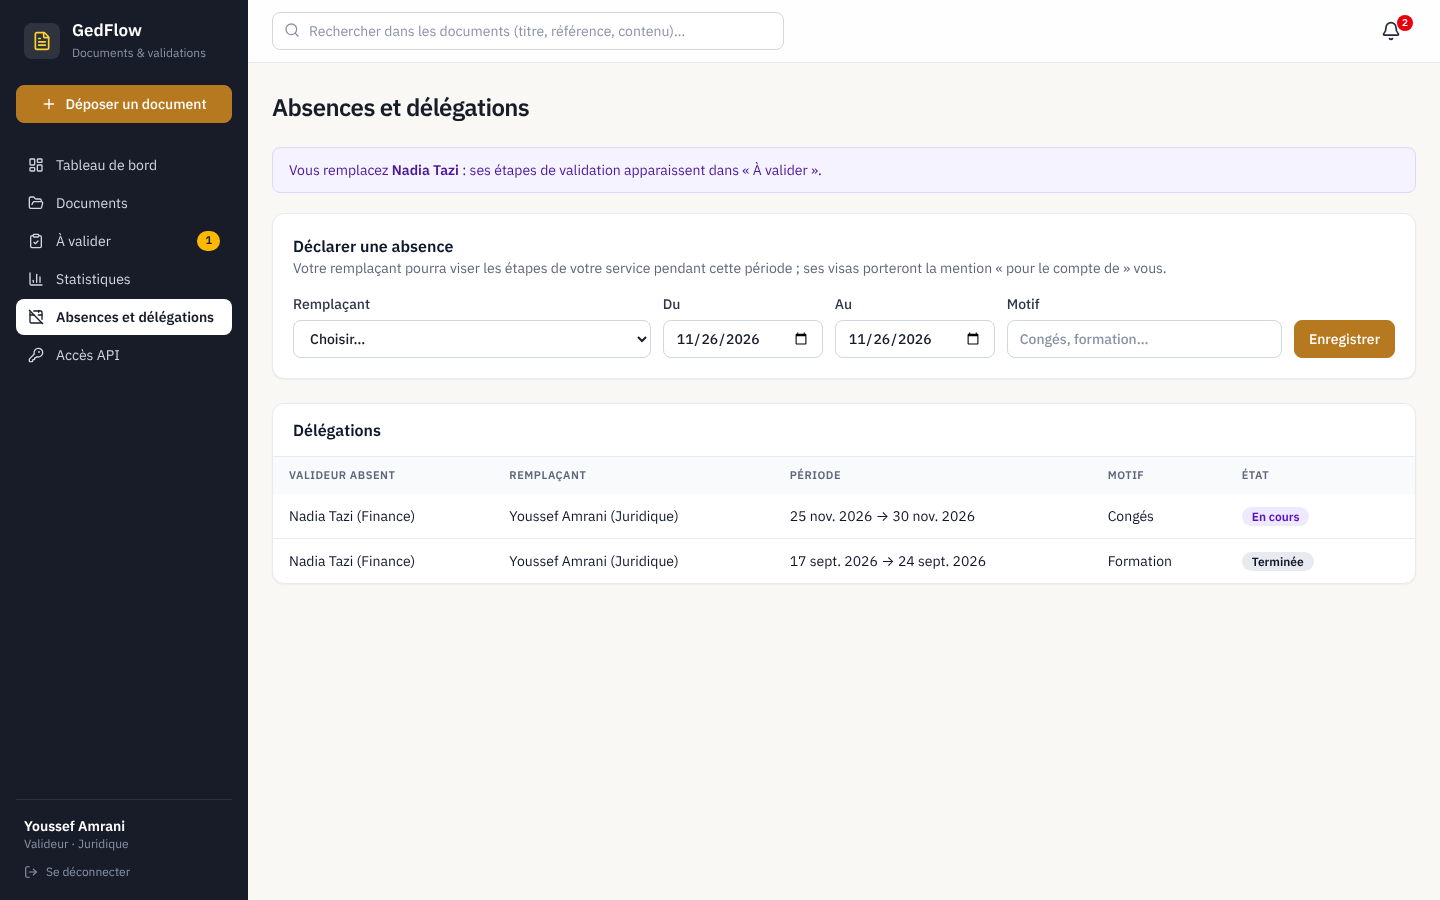 GedFlow
Documents & validations
Déposer un document
Tableau de bord
Documents
À valider
1
Statistiques
Absences et délégations
Accès API
Youssef Amrani
Valideur · Juridique
Se déconnecter
Rechercher dans les documents (titre, référence, contenu)...
2
Absences et délégations
Vous remplacez Nadia Tazi : ses étapes de validation apparaissent dans « À valider ».
Déclarer une absence
Votre remplaçant pourra viser les étapes de votre service pendant cette période ; ses visas porteront la mention « pour le compte de » vous.
Remplaçant Du Au Motif
Choisir... 11/26/2026 11/26/2026 Congés, formation... Enregistrer
Délégations
VALIDEUR ABSENT REMPLAÇANT PÉRIODE MOTIF ÉTAT
Nadia Tazi (Finance) Youssef Amrani (Juridique) 25 nov. 2026 → 30 nov. 2026 Congés En cours
Nadia Tazi (Finance) Youssef Amrani (Juridique) 17 sept. 2026 → 24 sept. 2026 Formation Terminée